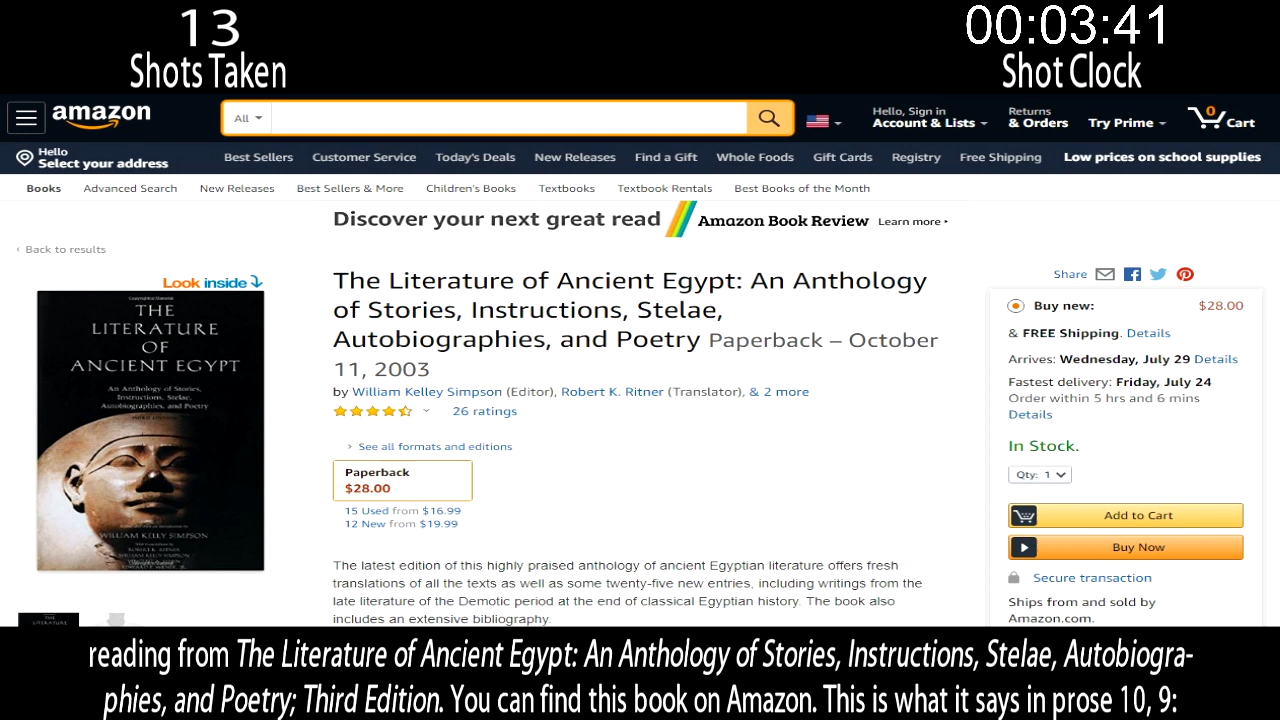 13
Shots Taken
00:03:41
Shot Clock
amazon
All
Hello, Sign in
Account & Lists
Returns
& Orders
Try Prime
0
Cart
Hello
Select your address
Best Sellers
Customer Service
Today's Deals
New Releases
Find a Gift
Whole Foods
Gift Cards
Registry
Free Shipping
Low prices on school supplies
Books
Advanced Search
New Releases
Best Sellers & More
Children's Books
Textbooks
Textbook Rentals
Best Books of the Month
Discover your next great read
Amazon Book Review
Learn more
‹ Back to results
Look inside
THE
LITERATURE
OF
ANCIENT EGYPT
An Anthology of Stories,
Instructions, Stelae,
Autobiographies, and Poetry
WILLIAM KELLY SIMPSON
The Literature of Ancient Egypt: An Anthology
of Stories, Instructions, Stelae,
Autobiographies, and Poetry Paperback – October
11, 2003
by William Kelley Simpson (Editor), Robert K. Ritner (Translator), & 2 more
26 ratings
› See all formats and editions
Paperback
$28.00
15 Used from $16.99
12 New from $19.99
The latest edition of this highly praised anthology of ancient Egyptian literature offers fresh
translations of all the texts as well as some twenty-five new entries, including writings from the
late literature of the Demotic period at the end of classical Egyptian history. The book also
includes an extensive bibliography.
Share
Buy new:
$28.00
& FREE Shipping. Details
Arrives: Wednesday, July 29 Details
Fastest delivery: Friday, July 24
Order within 5 hrs and 6 mins
Details
In Stock.
Qty: 1
Add to Cart
Buy Now
Secure transaction
Ships from and sold by
Amazon.com.
reading from The Literature of Ancient Egypt: An Anthology of Stories, Instructions, Stelae, Autobiogra-
phies, and Poetry; Third Edition. You can find this book on Amazon. This is what it says in prose 10, 9: